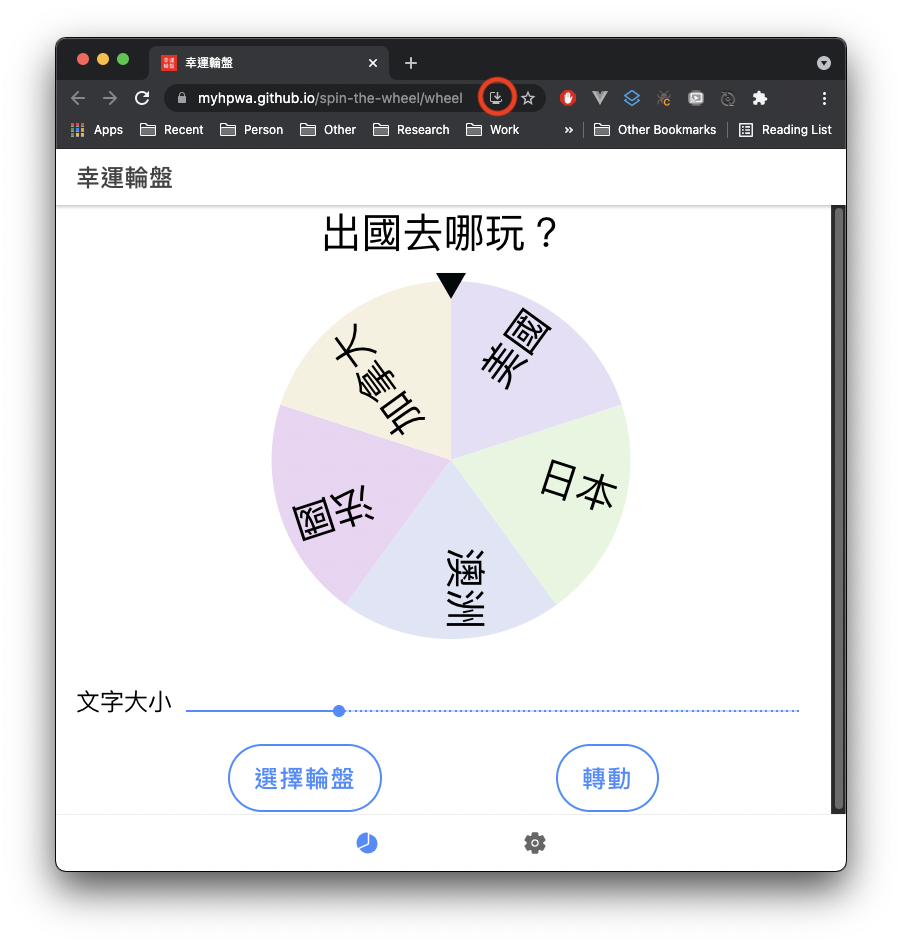 幸運輪盤
myhpwa.github.io/spin-the-wheel/wheel
Apps Recent Person Other Research Work » Other Bookmarks Reading List
幸運輪盤
出國去哪玩？
加拿大
美國
日本
法國
澳洲
文字大小
選擇輪盤 轉動